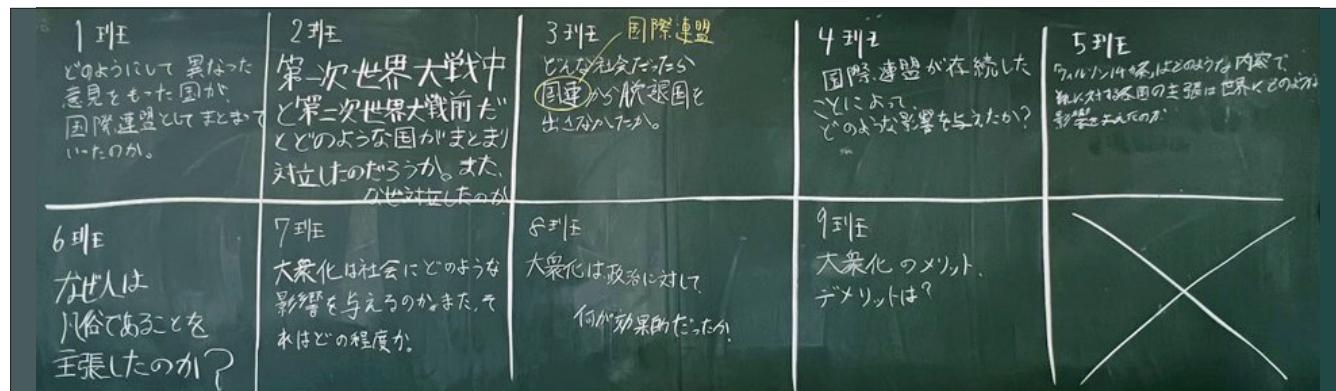 1班
どのようにして 異なった
意見をもった国が、
国際連盟としてまとまって
いったのか。
2班
第一次世界大戦中
と第二次世界大戦前だ
とどのような国がまとまり
対立したのだろうか。また、
なぜ対立したのか
3班
国際連盟
どんな社会だったら
国連から脱退国を
出さなかったか。
4班
国際連盟が存続した
ことによって、
どのような影響を与えたか?
5班
「ウィルソン14か条」はどのような内容で
対する各国の主張は世界にどのような
影響を与えたのか
6班
なぜ人は
であることを
主張したのか?
7班
大衆化は社会にどのような
影響を与えるのか。また、そ
れはどの程度か。
8班
大衆化は政治に対して
何が効果的だったか
9班
大衆化のメリット、
デメリットは?